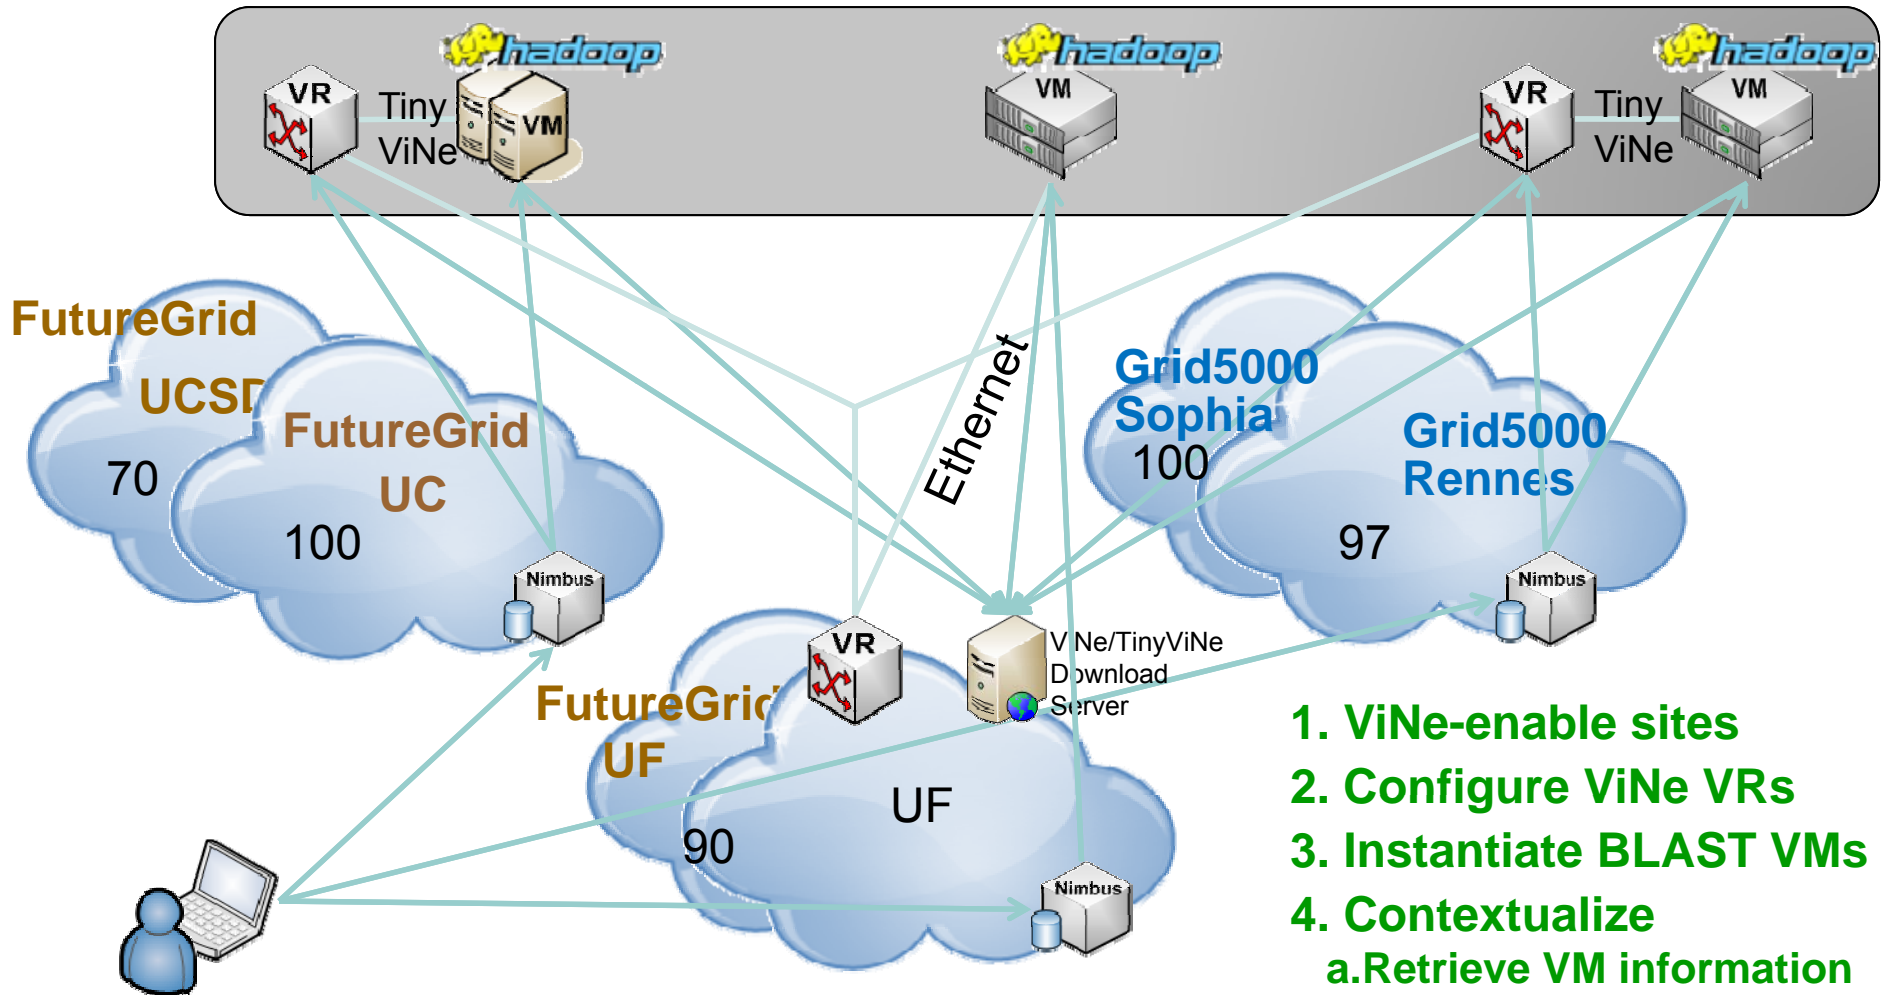 hadoop
hadoop
hadoop
VR
Tiny
ViNe
VM
VM
VR
Tiny
ViNe
VM
FutureGrid
UCSD
70
FutureGrid
UC
100
Nimbus
Ethernet
Grid5000
Sophia
100
Grid5000
Rennes
97
Nimbus
VR
ViNe/TinyViNe
Download
Server
FutureGrid
UF
90
UF
Nimbus
1. ViNe-enable sites
2. Configure ViNe VRs
3. Instantiate BLAST VMs
4. Contextualize
a.Retrieve VM information